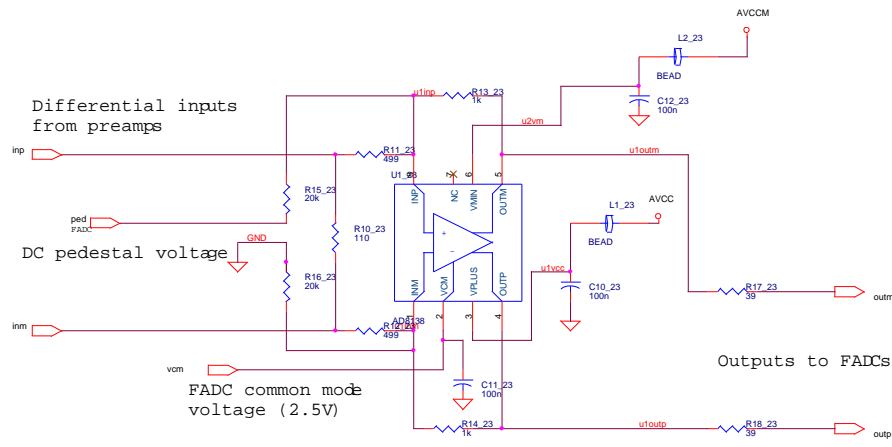 AVCCM
L2_23
BEAD
C12_23
100n
u2vm
u1inp
R13_23
1k
Differential inputs
from preamps
inp
R11_23
499
u1outm
8
7
6
5
INP
NC
VMIN
OUTM
R15_23
20k
ped
FADC
R10_23
110
L1_23
AVCC
BEAD
DC pedestal voltage
GND
u1vcc
C10_23
100n
R16_23
20k
+
−
INM
VCM
VPLUS
OUTP
AD8138
1
2
3
4
R17_23
39
outm
inm
499
vcm
FADC common mode
voltage (2.5V)
C11_23
100n
Outputs to FADCs
R14_23
1k
u1outp
R18_23
39
outp